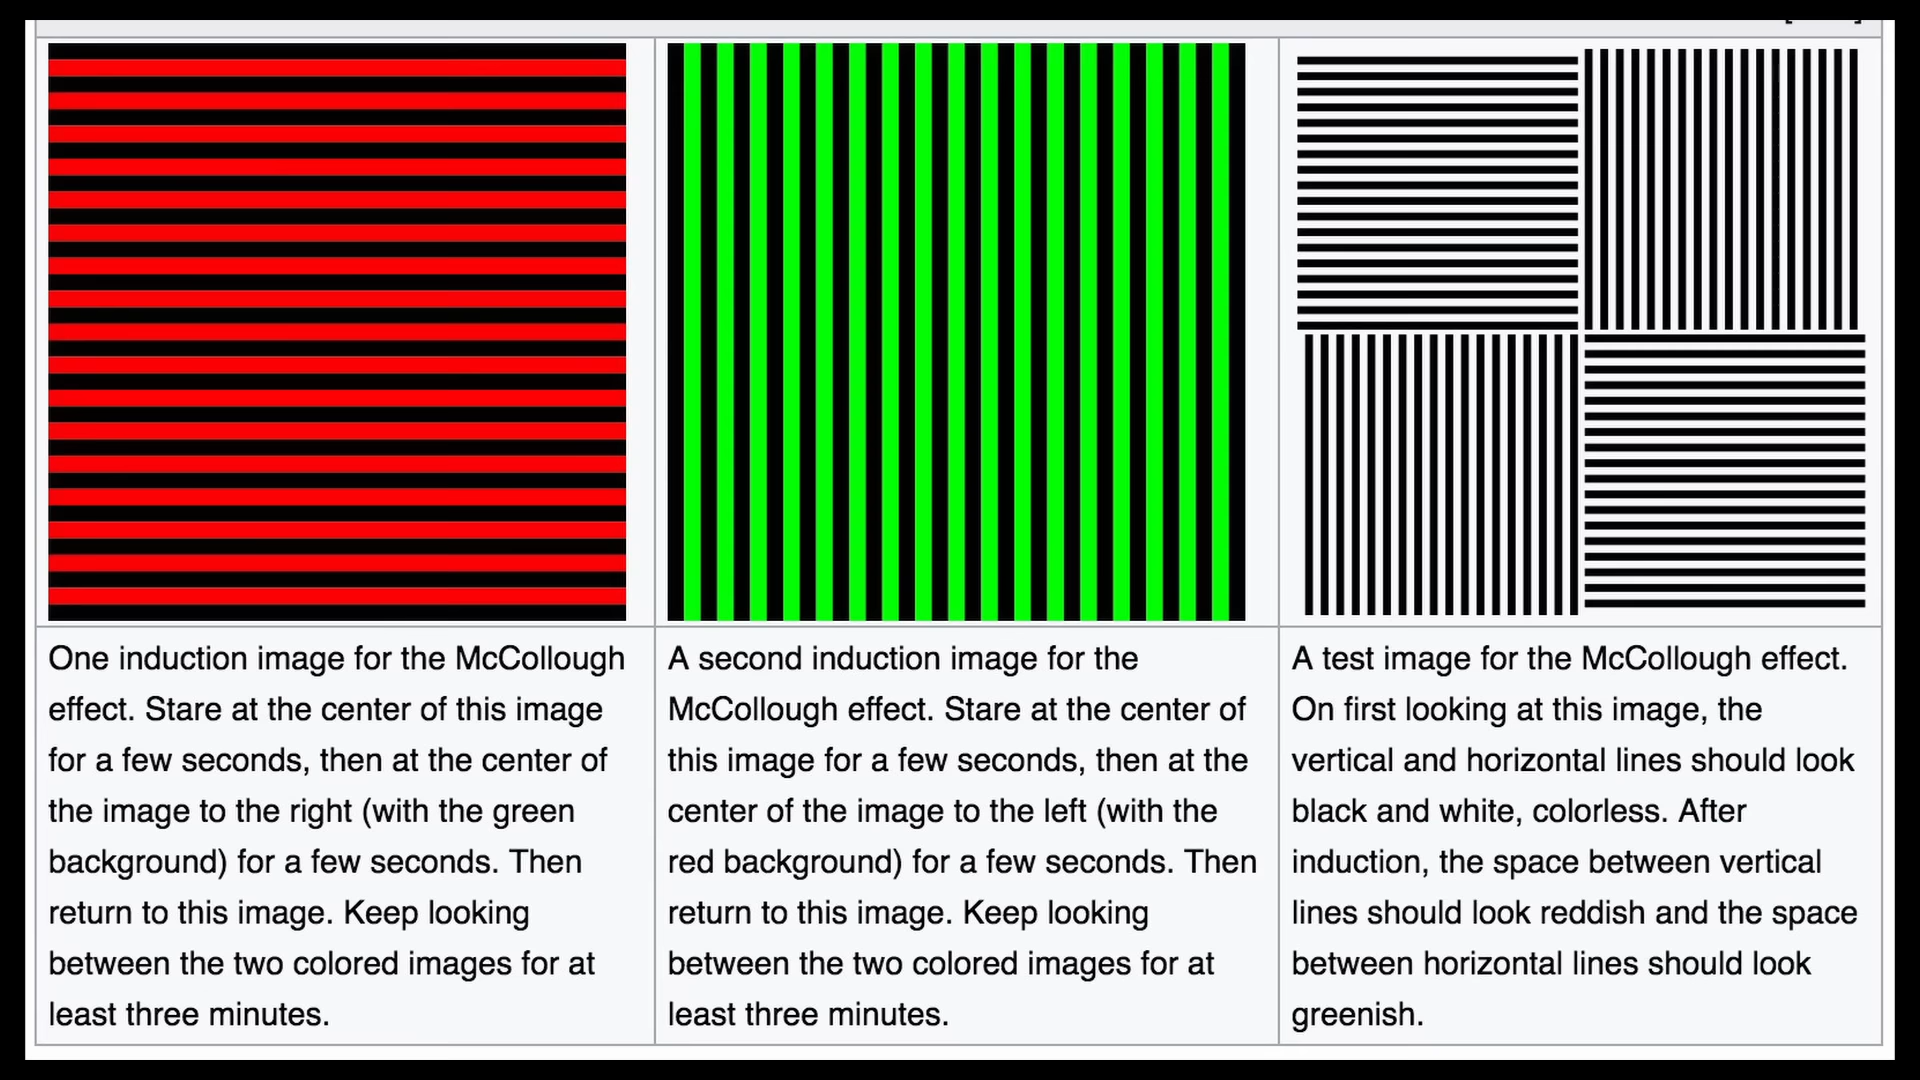 One induction image for the McCollough
effect. Stare at the center of this image
for a few seconds, then at the center of
the image to the right (with the green
background) for a few seconds. Then
return to this image. Keep looking
between the two colored images for at
least three minutes.
A second induction image for the
McCollough effect. Stare at the center of
this image for a few seconds, then at the
center of the image to the left (with the
red background) for a few seconds. Then
return to this image. Keep looking
between the two colored images for at
least three minutes.
A test image for the McCollough effect.
On first looking at this image, the
vertical and horizontal lines should look
black and white, colorless. After
induction, the space between vertical
lines should look reddish and the space
between horizontal lines should look
greenish.